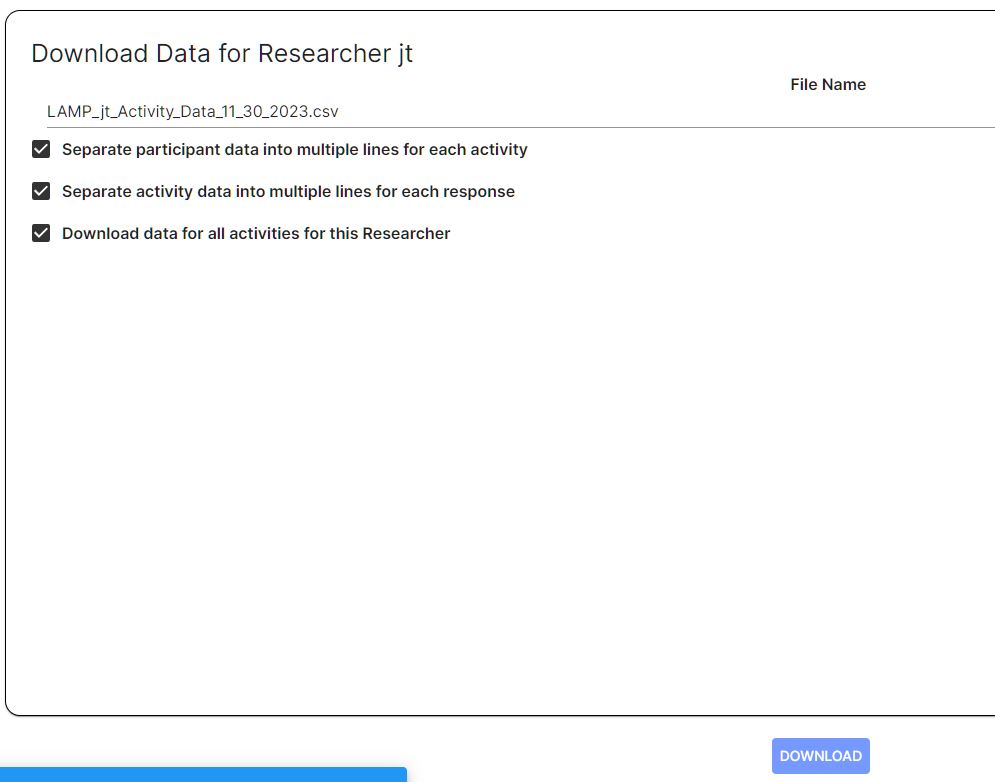 Download Data for Researcher jt
File Name
LAMP_jt_Activity_Data_11_30_2023.csv
Separate participant data into multiple lines for each activity
Separate activity data into multiple lines for each response
Download data for all activities for this Researcher
DOWNLOAD